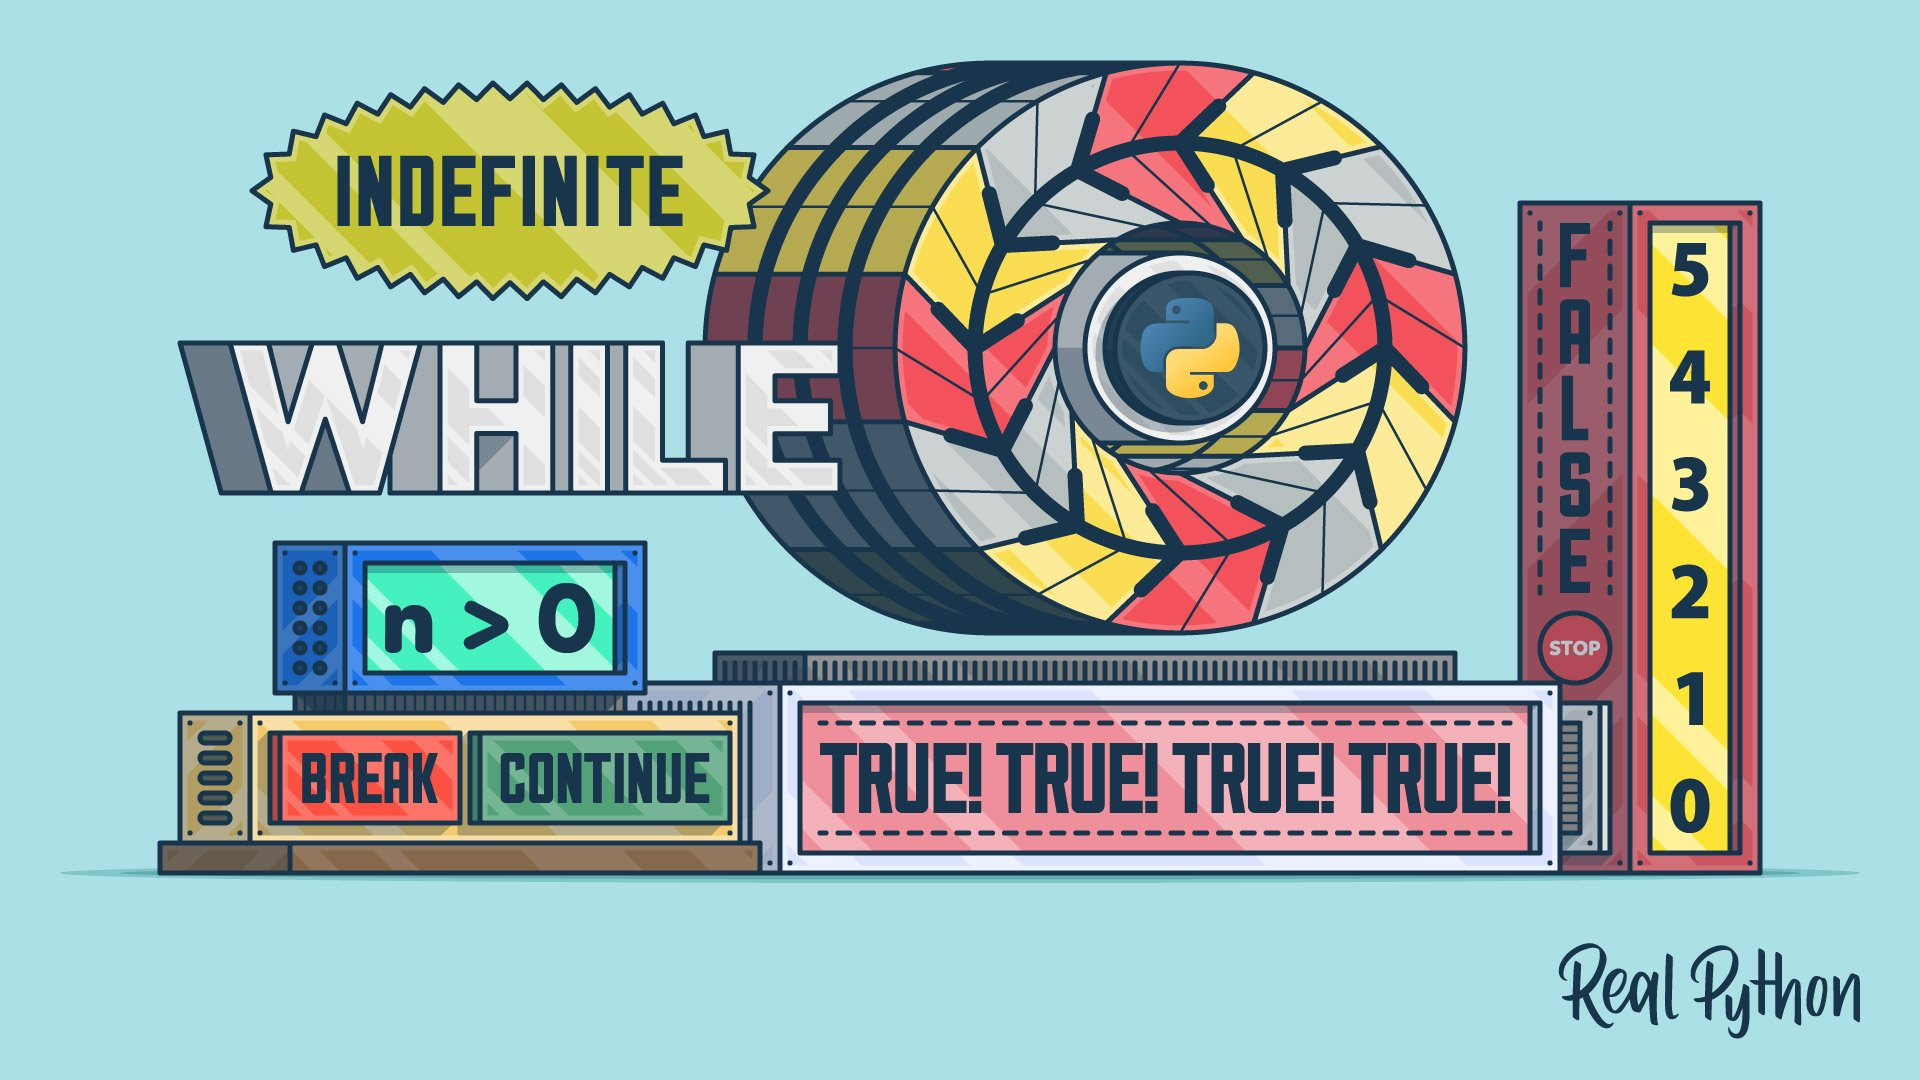 INDEFINITE
WHILE
n > 0
BREAK
CONTINUE
TRUE! TRUE! TRUE! TRUE!
FALSE
STOP
5
4
3
2
1
0
Real Python